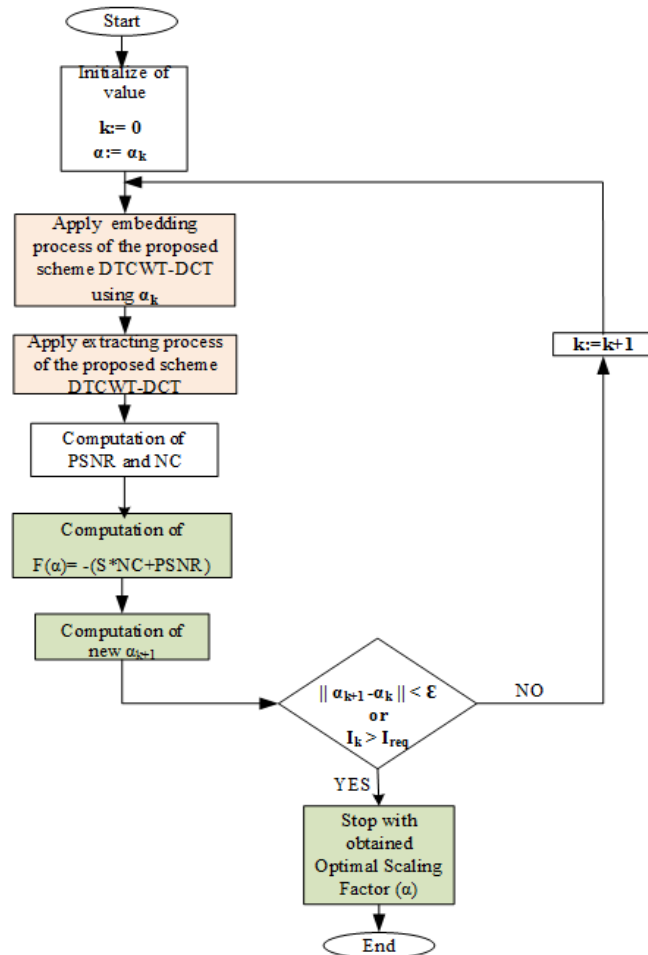 Start
Initialize of
value
k:= 0
α:= αk
Apply embedding
process of the proposed
scheme DTCWT-DCT
using αk
Apply extracting process
of the proposed scheme
DTCWT-DCT
k:=k+1
Computation of
PSNR and NC
Computation of
F(α)= -(S*NC+PSNR)
Computation of
new αk+1
|| αk+1 -αk || < Ɛ
or
Ik > Ireq
NO
YES
Stop with
obtained
Optimal Scaling
Factor (α)
End